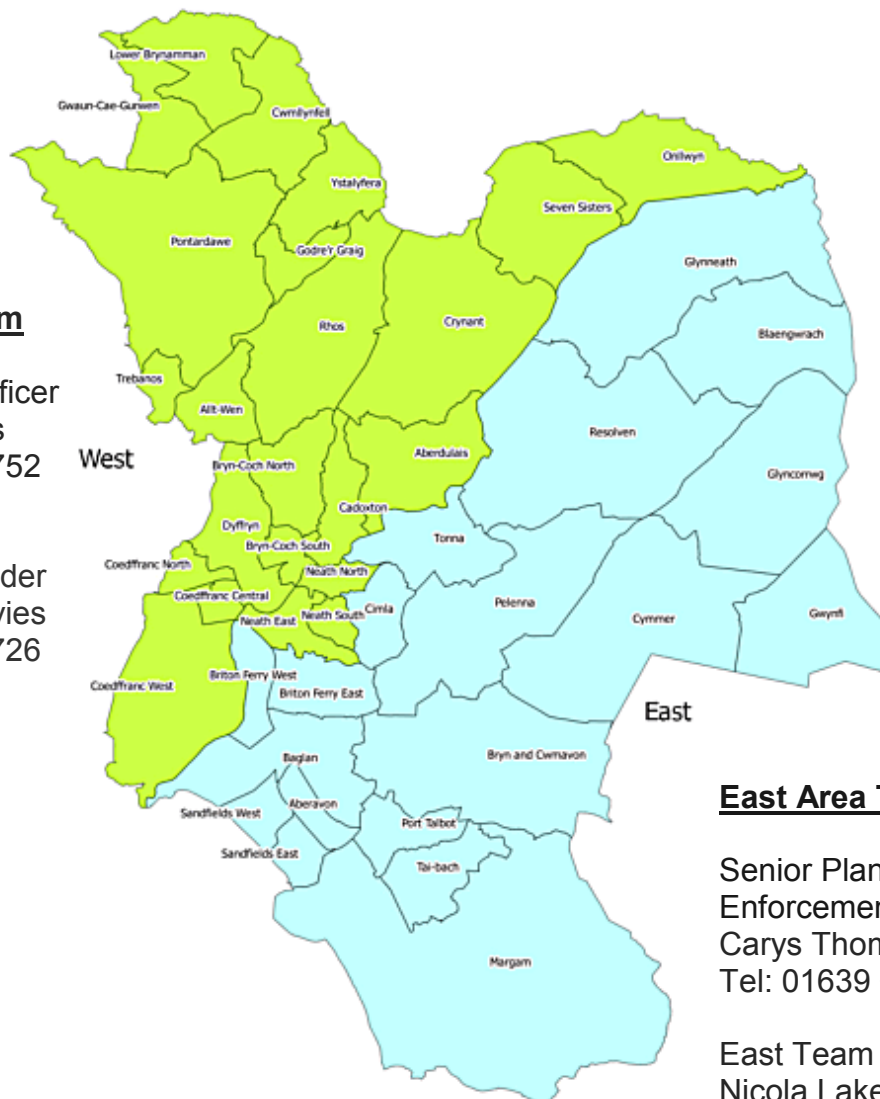 Lower Brynamman
Gwaun-Cae-Gurwen
Cwmllynfell
Ystalyfera
Onllwyn
Seven Sisters
Pontardawe
Godre'r Graig
Glynneath
Rhos
Crynant
Blaengwrach
Trebanos
Allt-Wen
Resolven
Aberdulais
West
Bryn-Coch North
Glyncorrwg
Cadoxton
Dyffryn
Tonna
Bryn-Coch South
Coedffranc North
Neath North
Coedffranc Central
Cimla
Pelenna
Neath East
Neath South
Cymmer
Gwynfi
Briton Ferry West
Coedffranc West
Briton Ferry East
East
Baglan
Bryn and Cwmavon
Aberavon
Sandfields West
Port Talbot
Sandfields East
Tai-bach
Margam
m
ficer
s
752
der
vies
726
East Area T
Senior Plan
Enforcemer
Carys Thom
Tel: 01639
East Team
Nicola Lake